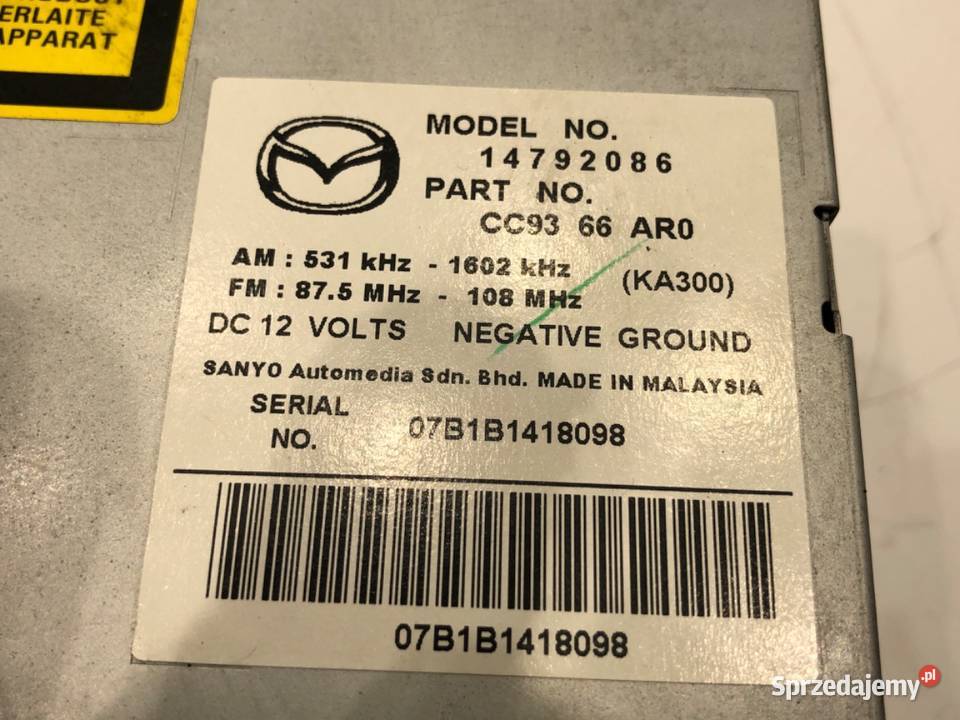 ERLAITE
APPARAT
MODEL NO.
14792086
PART NO.
CC93 66 AR0
AM : 531 kHz - 1602 kHz
(KA300)
FM : 87.5 MHz - 108 MHz
DC 12 VOLTS NEGATIVE GROUND
SANYO Automedia Sdn. Bhd. MADE IN MALAYSIA
SERIAL
NO.
07B1B1418098
07B1B1418098
Sprzedajemy.pl